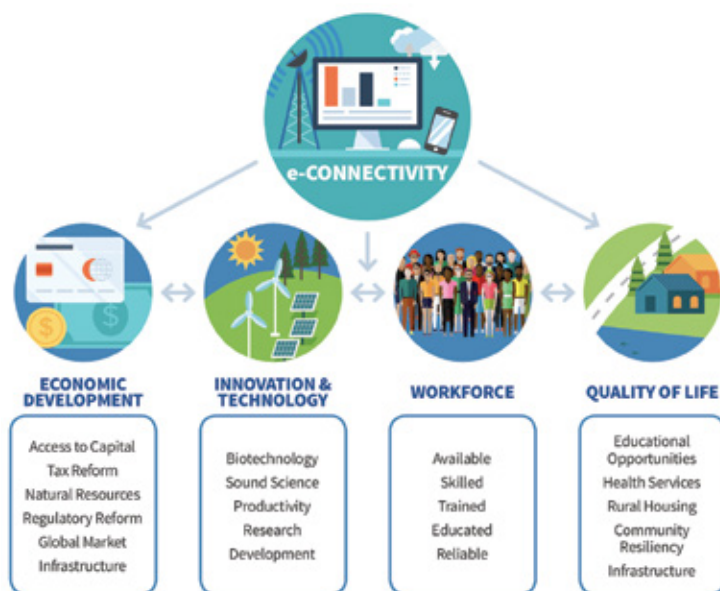 e-CONNECTIVITY
ECONOMIC
DEVELOPMENT
Access to Capital
Tax Reform
Natural Resources
Regulatory Reform
Global Market
Infrastructure
INNOVATION &
TECHNOLOGY
Biotechnology
Sound Science
Productivity
Research
Development
WORKFORCE
Available
Skilled
Trained
Educated
Reliable
QUALITY OF LIFE
Educational
Opportunities
Health Services
Rural Housing
Community
Resiliency
Infrastructure